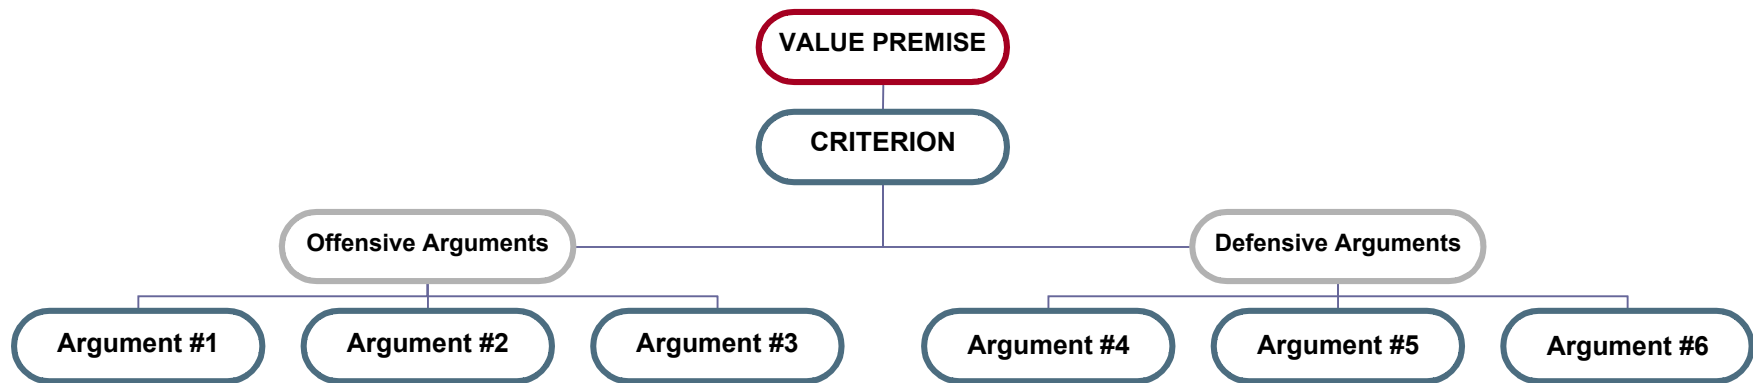 VALUE PREMISE
CRITERION
Offensive Arguments
Defensive Arguments
Argument #1
Argument #2
Argument #3
Argument #4
Argument #5
Argument #6